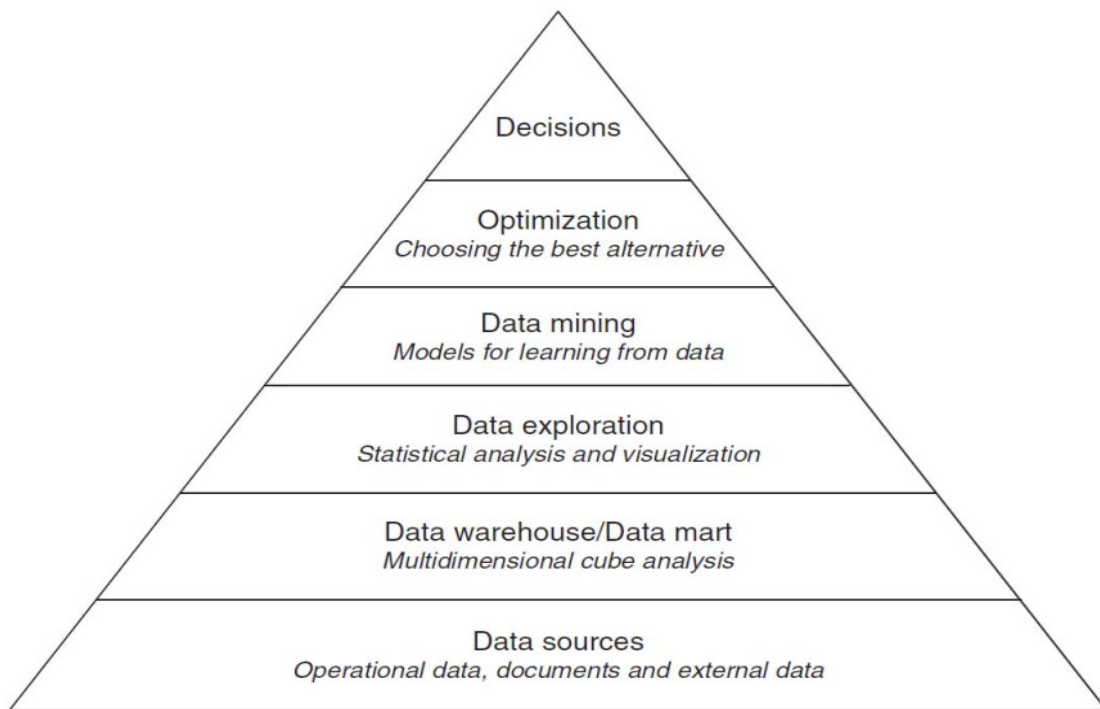 Decisions
Optimization
Choosing the best alternative
Data mining
Models for learning from data
Data exploration
Statistical analysis and visualization
Data warehouse/Data mart
Multidimensional cube analysis
Data sources
Operational data, documents and external data